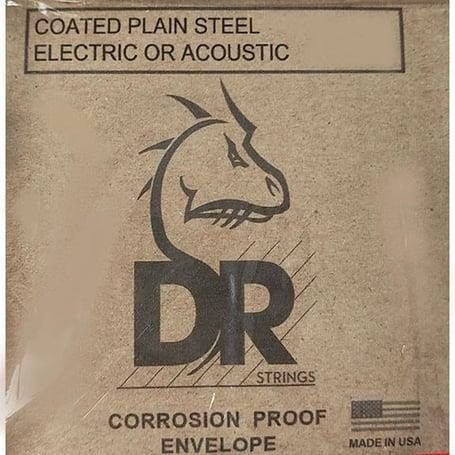 COATED PLAIN STEEL
ELECTRIC OR ACOUSTIC
DR
STRINGS
CORROSION PROOF
ENVELOPE
MADE IN USA